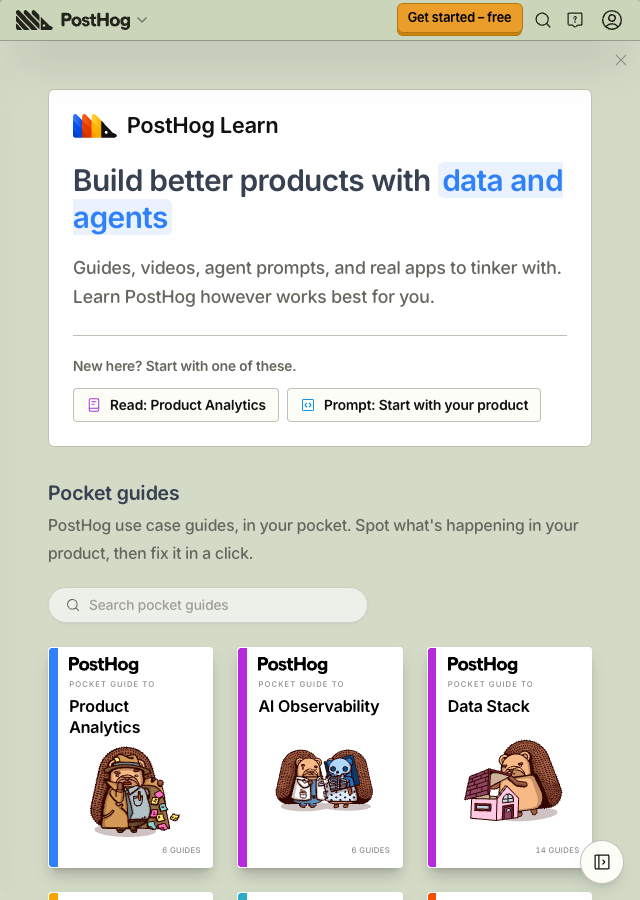 PostHog
Get started – free
PostHog Learn
Build better products with data and
agents
Guides, videos, agent prompts, and real apps to tinker with.
Learn PostHog however works best for you.
New here? Start with one of these.
Read: Product Analytics
Prompt: Start with your product
Pocket guides
PostHog use case guides, in your pocket. Spot what's happening in your
product, then fix it in a click.
Search pocket guides
PostHog
POCKET GUIDE TO
Product
Analytics
6 GUIDES
PostHog
POCKET GUIDE TO
AI Observability
6 GUIDES
PostHog
POCKET GUIDE TO
Data Stack
14 GUIDES